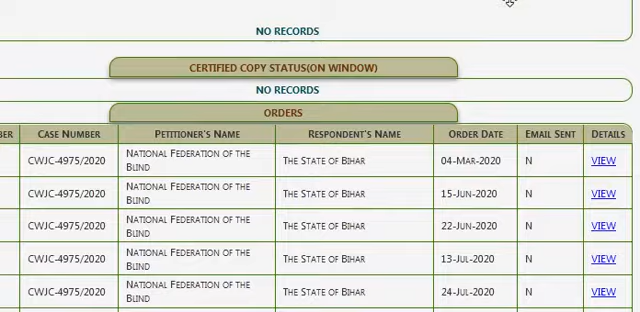 NO RECORDS
CERTIFIED COPY STATUS(ON WINDOW)
NO RECORDS
ORDERS
BER CASE NUMBER PETITIONER'S NAME RESPONDENT'S NAME ORDER DATE EMAIL SENT DETAILS
CWJC-4975/2020 NATIONAL FEDERATION OF THE BLIND THE STATE OF BIHAR 04-MAR-2020 N VIEW
CWJC-4975/2020 NATIONAL FEDERATION OF THE BLIND THE STATE OF BIHAR 15-JUN-2020 N VIEW
CWJC-4975/2020 NATIONAL FEDERATION OF THE BLIND THE STATE OF BIHAR 22-JUN-2020 N VIEW
CWJC-4975/2020 NATIONAL FEDERATION OF THE BLIND THE STATE OF BIHAR 13-JUL-2020 N VIEW
CWJC-4975/2020 NATIONAL FEDERATION OF THE BLIND THE STATE OF BIHAR 24-JUL-2020 N VIEW